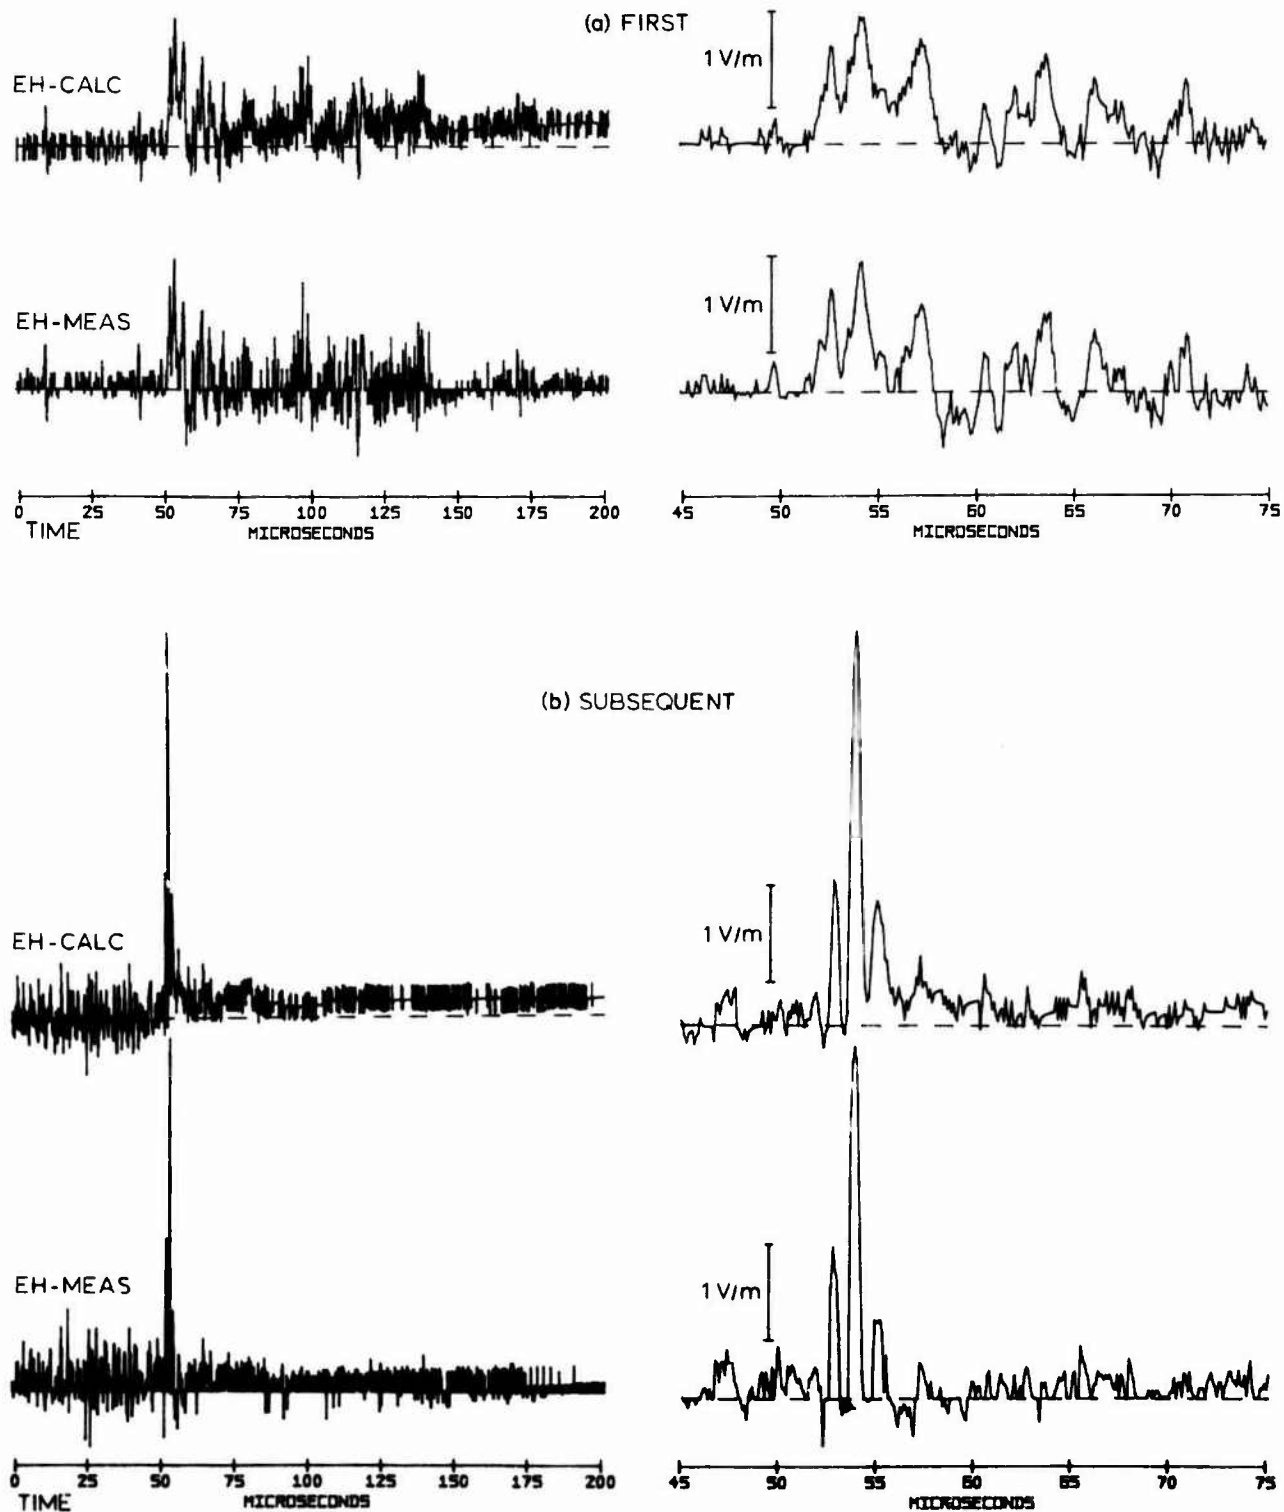 (a) FIRST
EH-CALC
1 V/m
EH-MEAS
1 V/m
0 25 50 75 100 125 150 175 200
TIME MICROSECONDS
45 50 55 60 65 70 75
MICROSECONDS
(b) SUBSEQUENT
EH-CALC
1 V/m
EH-MEAS
1 V/m
0 25 50 75 100 125 150 175 200
TIME MICROSECONDS
45 50 55 60 65 70 75
MICROSECONDS